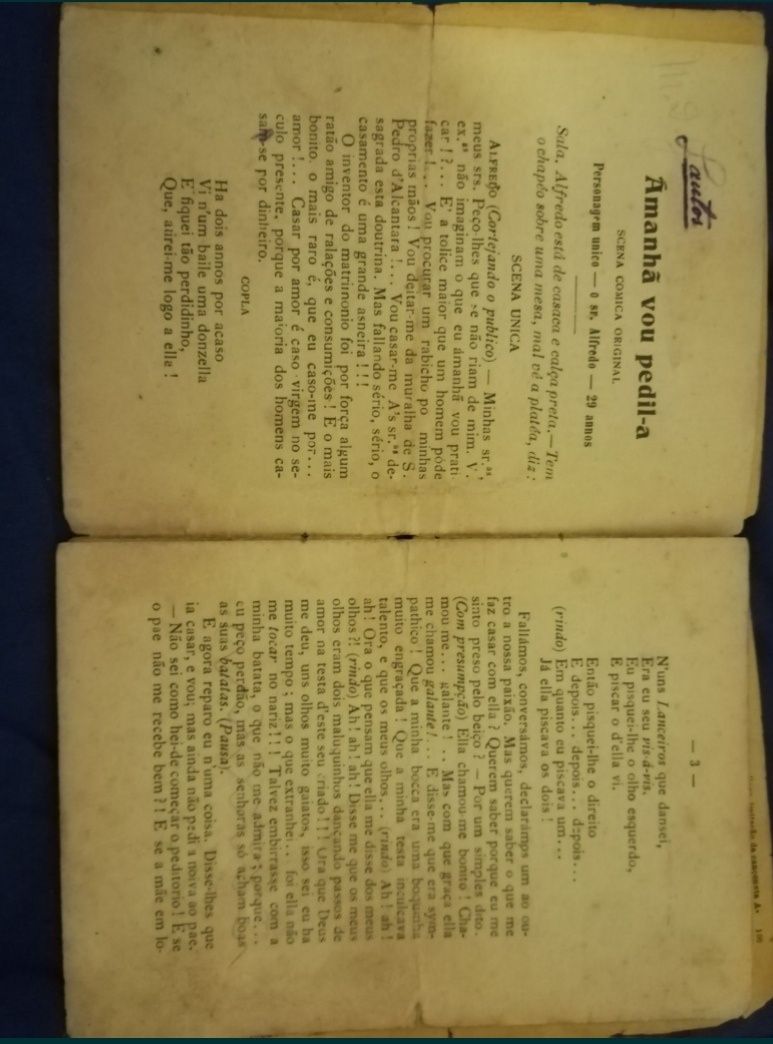 Lautos
Âmanhã vou pedil-a
SCENA COMICA ORIGINAL
Personagem unico — o sr. Alfredo — 29 annos
Sala, Alfredo está de casaca e calça preta.— Tem
o chapéo sobre uma mesa, mal vê a platéa, diz:
SCENA UNICA
ALFREDO (Cortejando o publico) — Minhas sr.ᵃˢ,
meus srs. Peço-lhes que se não riam de mim. V.
ex.ᵃˢ não imaginam o que eu ámanhã vou prati-
car!?... E' a tolice maior que um homem póde
fazer!... Vou procurar um rabicho po minhas
proprias mãos! Vou deitar-me da muralha de S.
Pedro d'Alcantara!... Vou casar-me A's sr.ᵃˢ de-
sagrada esta doutrina. Mas fallando sério, sério, o
casamento é uma grande asneira!!!
O inventor do matrimonio foi por força algum
ratão amigo de ralações e consumições! E o mais
bonito. o mais raro é, que eu caso-me por...
amor!... Casar por amor é caso virgem no se-
culo presente, porque a maioria dos homens ca-
sam-se por dinheiro.
COPLA
Ha dois annos por acaso
Vi n'um baile uma donzella
E fiquei tão perdidinho,
Que, atirei-me logo a ella!
— 3 —
N'uns Lanceiros que dansei,
Era eu seu vis á-vis.
Eu pisquei-lhe o olho esquerdo,
E piscar o d'ella vi.
Então pisquei-lhe o direito
E depois... depois... depois...
(rindo) Em quanto eu piscava um...
Já ella piscava os dois!
Fallámos, conversámos, declarámos um ao ou-
tro a nossa paixão. Mas querem saber o que me
faz casar com ella? Querem saber porque eu me
sinto preso pelo beiço? — Por um simples dito.
(Com presumpção) Ella chamou-me bonito! Cha-
mou me... galante!.. Mas com que graça ella
me chamou galante!... E disse-me que era sym-
pathico! Que a minha bocca era uma boquinha
muito engraçada! Que a minha testa inculcava
talento, e que os meus olhos... (rindo) Ah! ah!
ah! Ora o que pensam que ella me disse dos meus
olhos?! (rindo) Ah! ah! ah! Disse me que os meus
olhos eram dois maluquinhos dançando passos de
amor na testa d'este seu criado!!! Ora que Deus
me deu, uns olhos muito gaiatos, isso sei eu ha
muito tempo; mas o que extranhei... foi ella não
me tocar no nariz!!! Talvez embirrasse com a
minha batata, o que não me admira; porque...
eu peço perdão, mas as senhoras só acham boas
as suas batatas. (Pausa).
E agora reparo eu n'uma coisa. Disse-lhes que
ia casar, e vou; mas ainda não pedi a noiva ao pae.
— Não sei como hei-de começar o peditorio! E se
o pae não me recebe bem?! E se a mãe em lo-